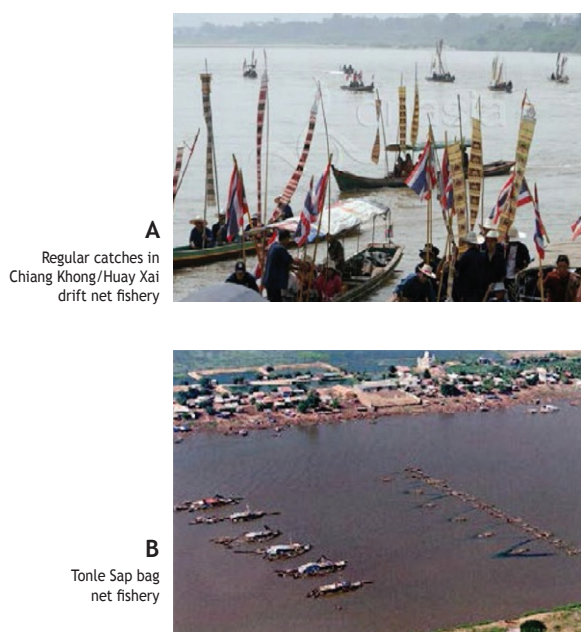 A
Regular catches in
Chiang Khong/Huay Xai
drift net fishery
B
Tonle Sap bag
net fishery